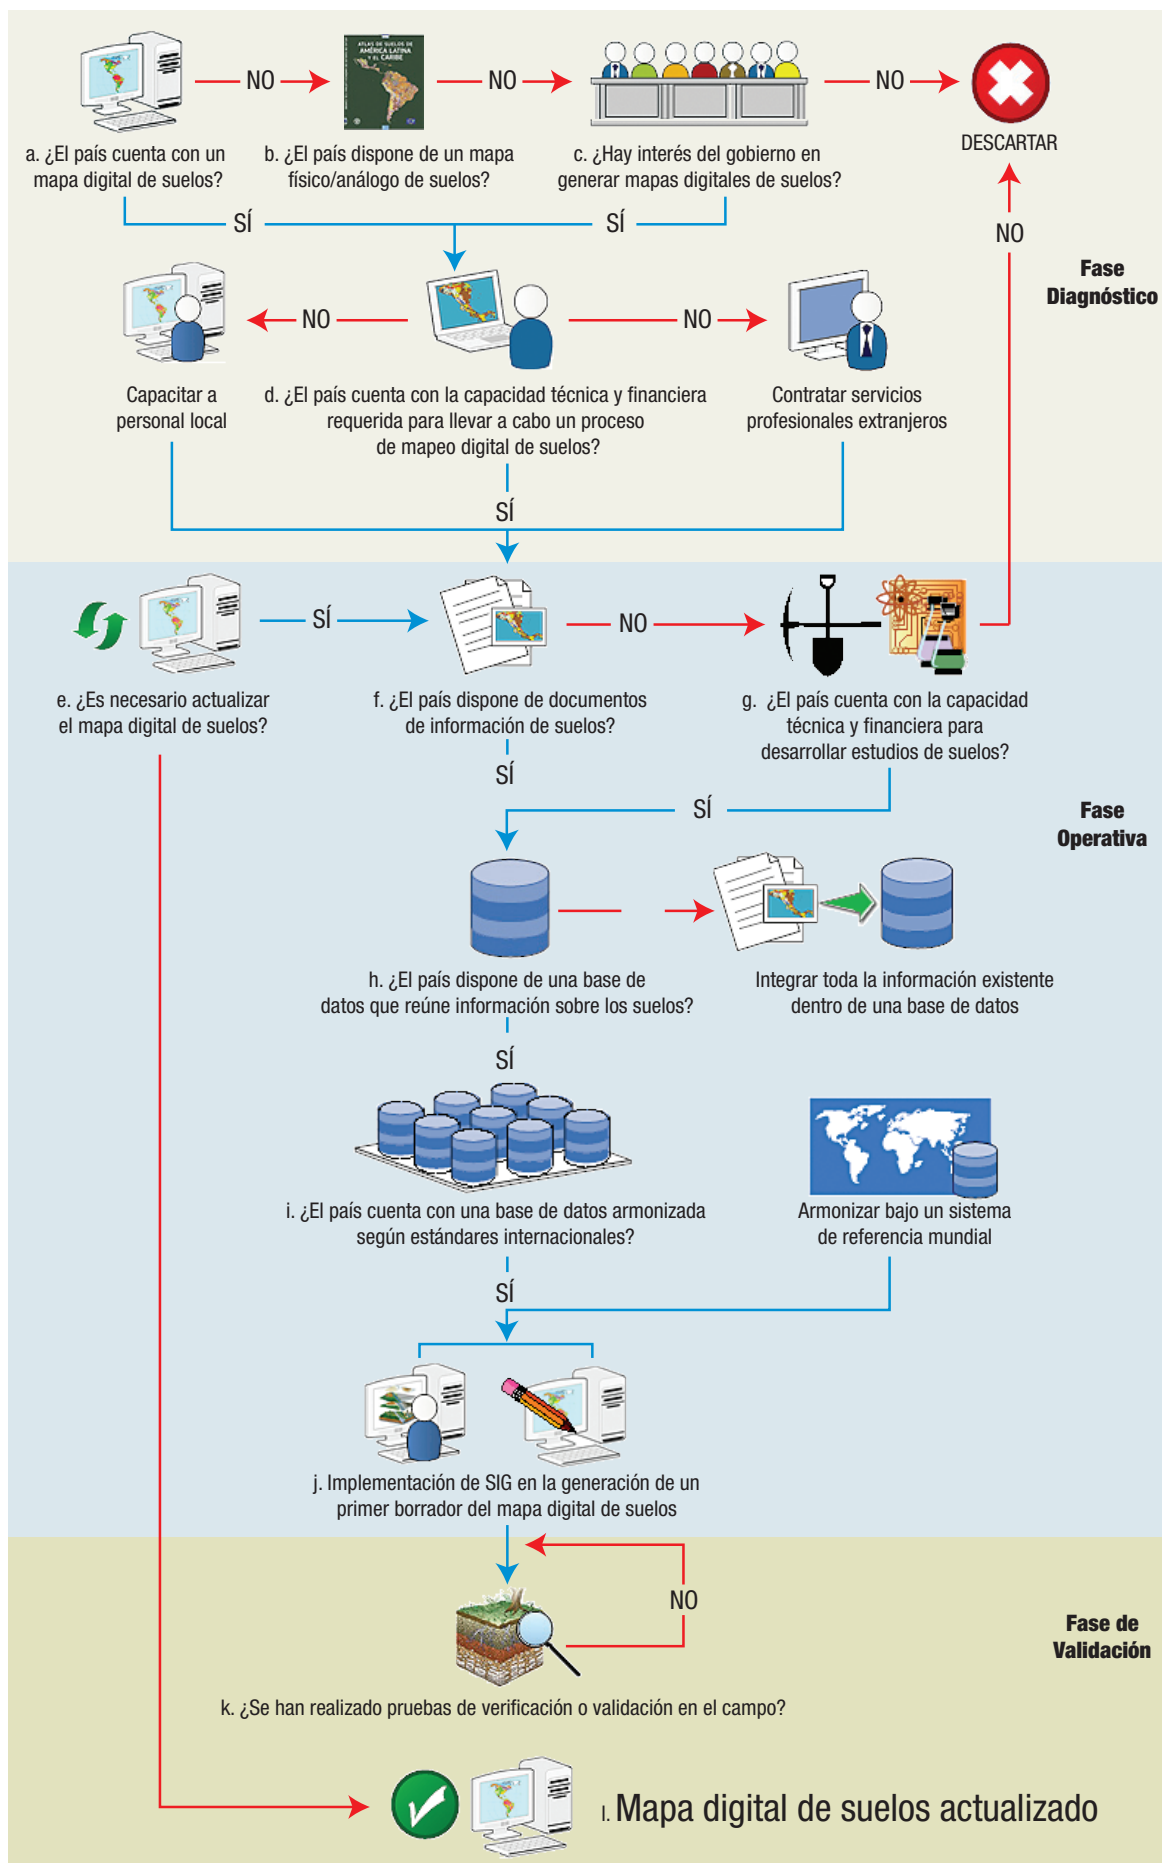 NO
ATLAS DE SUELOS DE
AMÉRICA LATINA
Y EL CARIBE
NO
NO
a. ¿El país cuenta con un
mapa digital de suelos?
b. ¿El país dispone de un mapa
físico/análogo de suelos?
c. ¿Hay interés del gobierno en
generar mapas digitales de suelos?
DESCARTAR
SÍ
SÍ
NO
Fase
Diagnóstico
NO
NO
Capacitar a
personal local
d. ¿El país cuenta con la capacidad técnica y financiera
requerida para llevar a cabo un proceso
de mapeo digital de suelos?
Contratar servicios
profesionales extranjeros
SÍ
SÍ
NO
e. ¿Es necesario actualizar
el mapa digital de suelos?
f. ¿El país dispone de documentos
de información de suelos?
g. ¿El país cuenta con la capacidad
técnica y financiera para
desarrollar estudios de suelos?
SÍ
SÍ
Fase
Operativa
h. ¿El país dispone de una base de
datos que reúne información sobre los suelos?
Integrar toda la información existente
dentro de una base de datos
SÍ
i. ¿El país cuenta con una base de datos armonizada
según estándares internacionales?
Armonizar bajo un sistema
de referencia mundial
SÍ
j. Implementación de SIG en la generación de un
primer borrador del mapa digital de suelos
NO
Fase de
Validación
k. ¿Se han realizado pruebas de verificación o validación en el campo?
l. Mapa digital de suelos actualizado